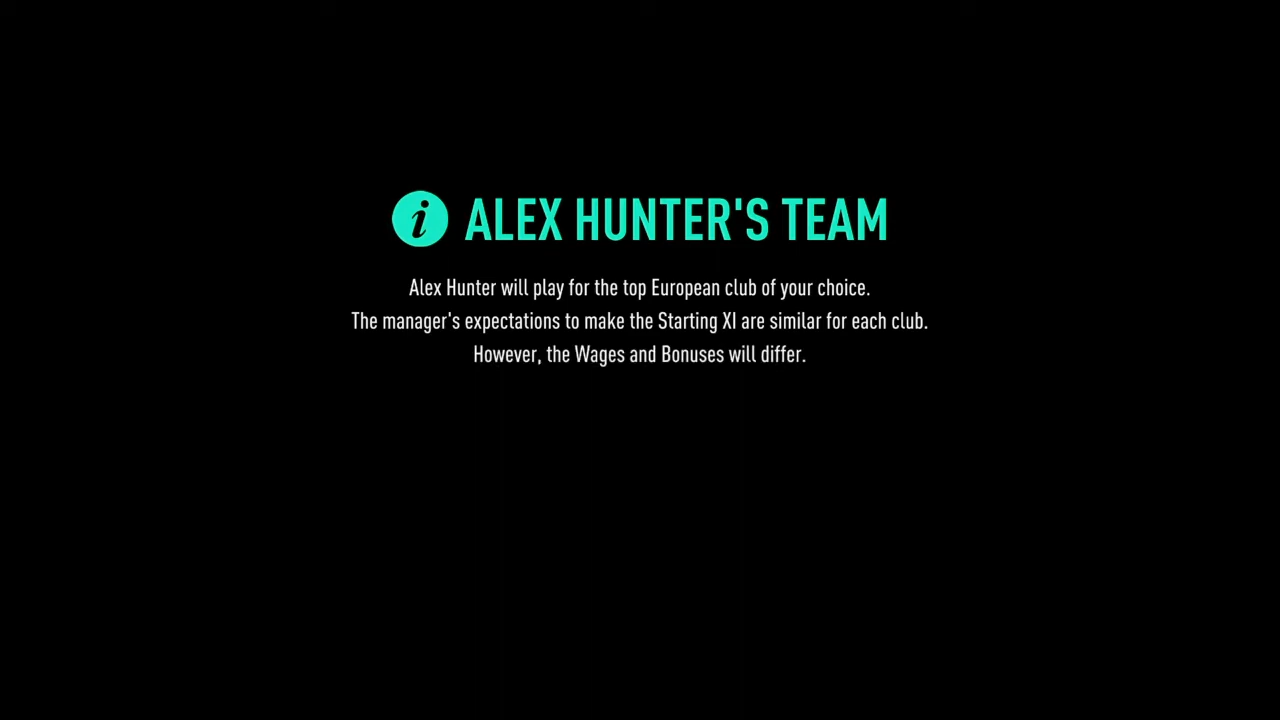 i ALEX HUNTER'S TEAM
Alex Hunter will play for the top European club of your choice.
The manager's expectations to make the Starting XI are similar for each club.
However, the Wages and Bonuses will differ.